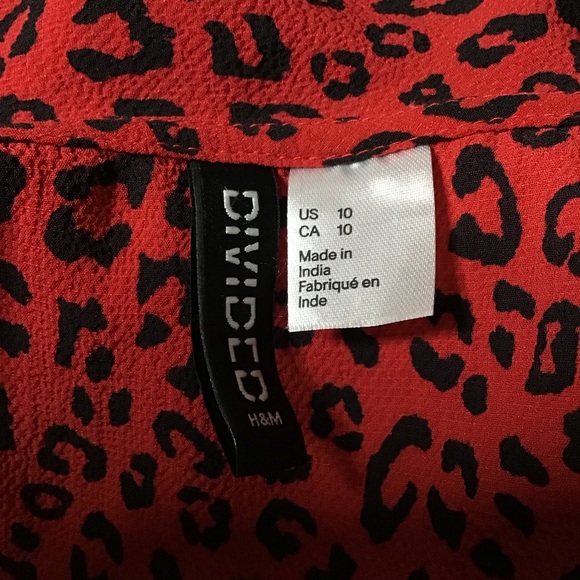 DIVIDED
H&M
US 10
CA 10
Made in
India
Fabriqué en
Inde